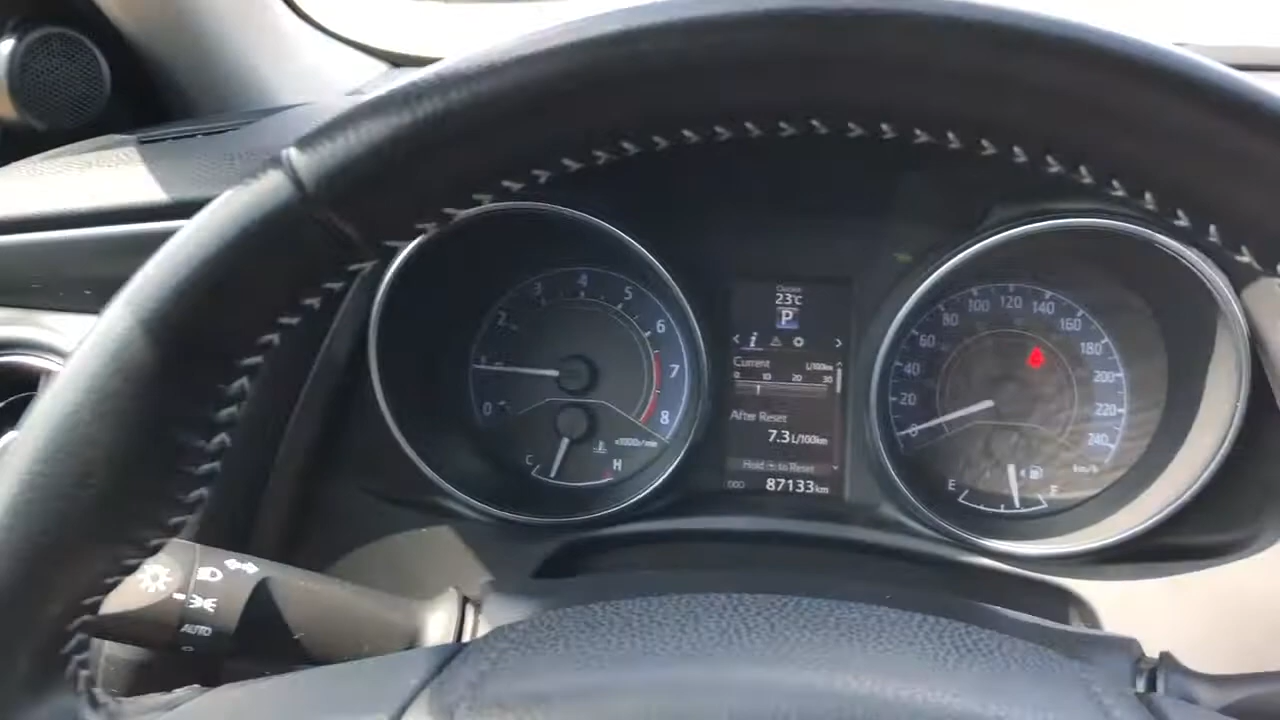 0 1 2 3 4 5 6 7 8
x1000r/min
C H
23°C
P
Current L/100km
0 10 20 30
After Reset
7.3 L/100km
Hold to Reset
ODO 87133 km
0 20 40 60 80 100 120 140 160 180 200 220 240
km/h
E F
AUTO